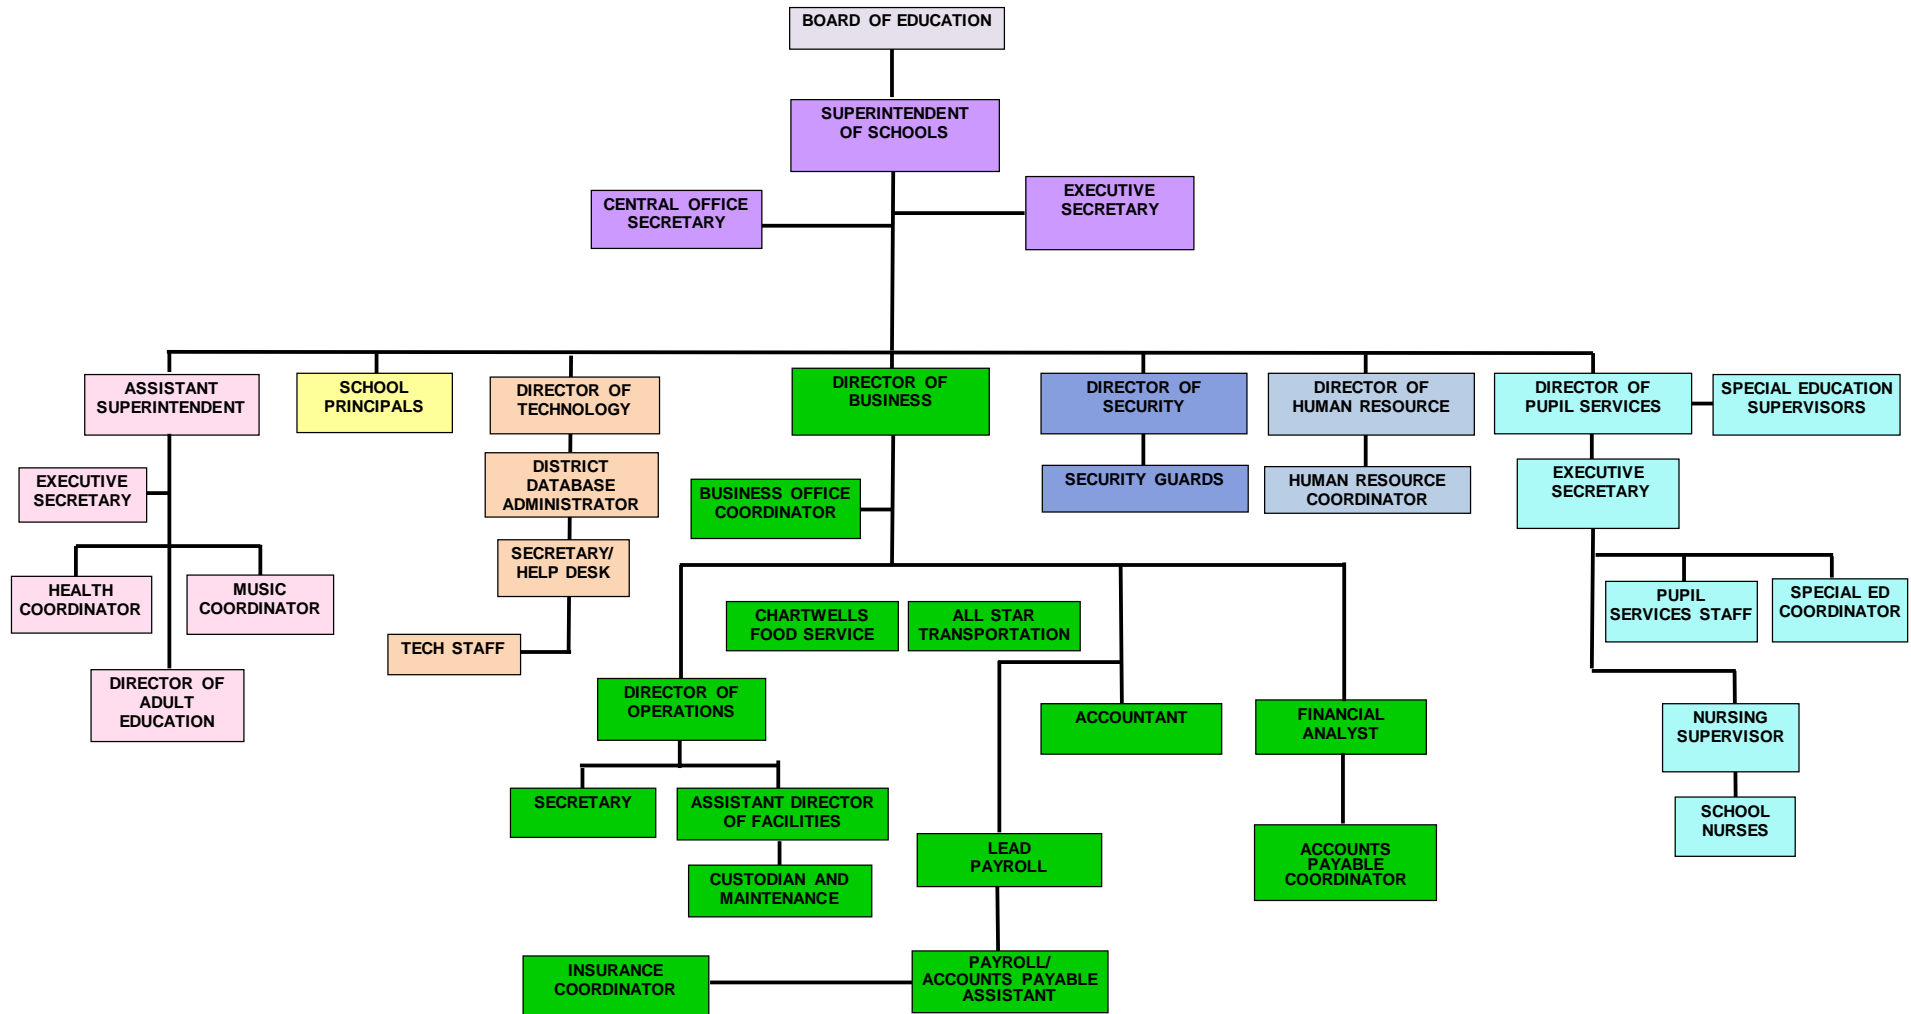 BOARD OF EDUCATION
SUPERINTENDENT
OF SCHOOLS
CENTRAL OFFICE
SECRETARY
EXECUTIVE
SECRETARY
ASSISTANT
SUPERINTENDENT
SCHOOL
PRINCIPALS
DIRECTOR OF
TECHNOLOGY
DIRECTOR OF
BUSINESS
DIRECTOR OF
SECURITY
DIRECTOR OF
HUMAN RESOURCE
DIRECTOR OF
PUPIL SERVICES
SPECIAL EDUCATION
SUPERVISORS
EXECUTIVE
SECRETARY
DISTRICT
DATABASE
ADMINISTRATOR
BUSINESS OFFICE
COORDINATOR
SECURITY GUARDS
HUMAN RESOURCE
COORDINATOR
EXECUTIVE
SECRETARY
HEALTH
COORDINATOR
MUSIC
COORDINATOR
SECRETARY/
HELP DESK
PUPIL
SERVICES STAFF
SPECIAL ED
COORDINATOR
CHARTWELLS
FOOD SERVICE
ALL STAR
TRANSPORTATION
TECH STAFF
DIRECTOR OF
ADULT
EDUCATION
DIRECTOR OF
OPERATIONS
ACCOUNTANT
FINANCIAL
ANALYST
NURSING
SUPERVISOR
SECRETARY
ASSISTANT DIRECTOR
OF FACILITIES
SCHOOL
NURSES
LEAD
PAYROLL
ACCOUNTS
PAYABLE
COORDINATOR
CUSTODIAN AND
MAINTENANCE
INSURANCE
COORDINATOR
PAYROLL/
ACCOUNTS PAYABLE
ASSISTANT